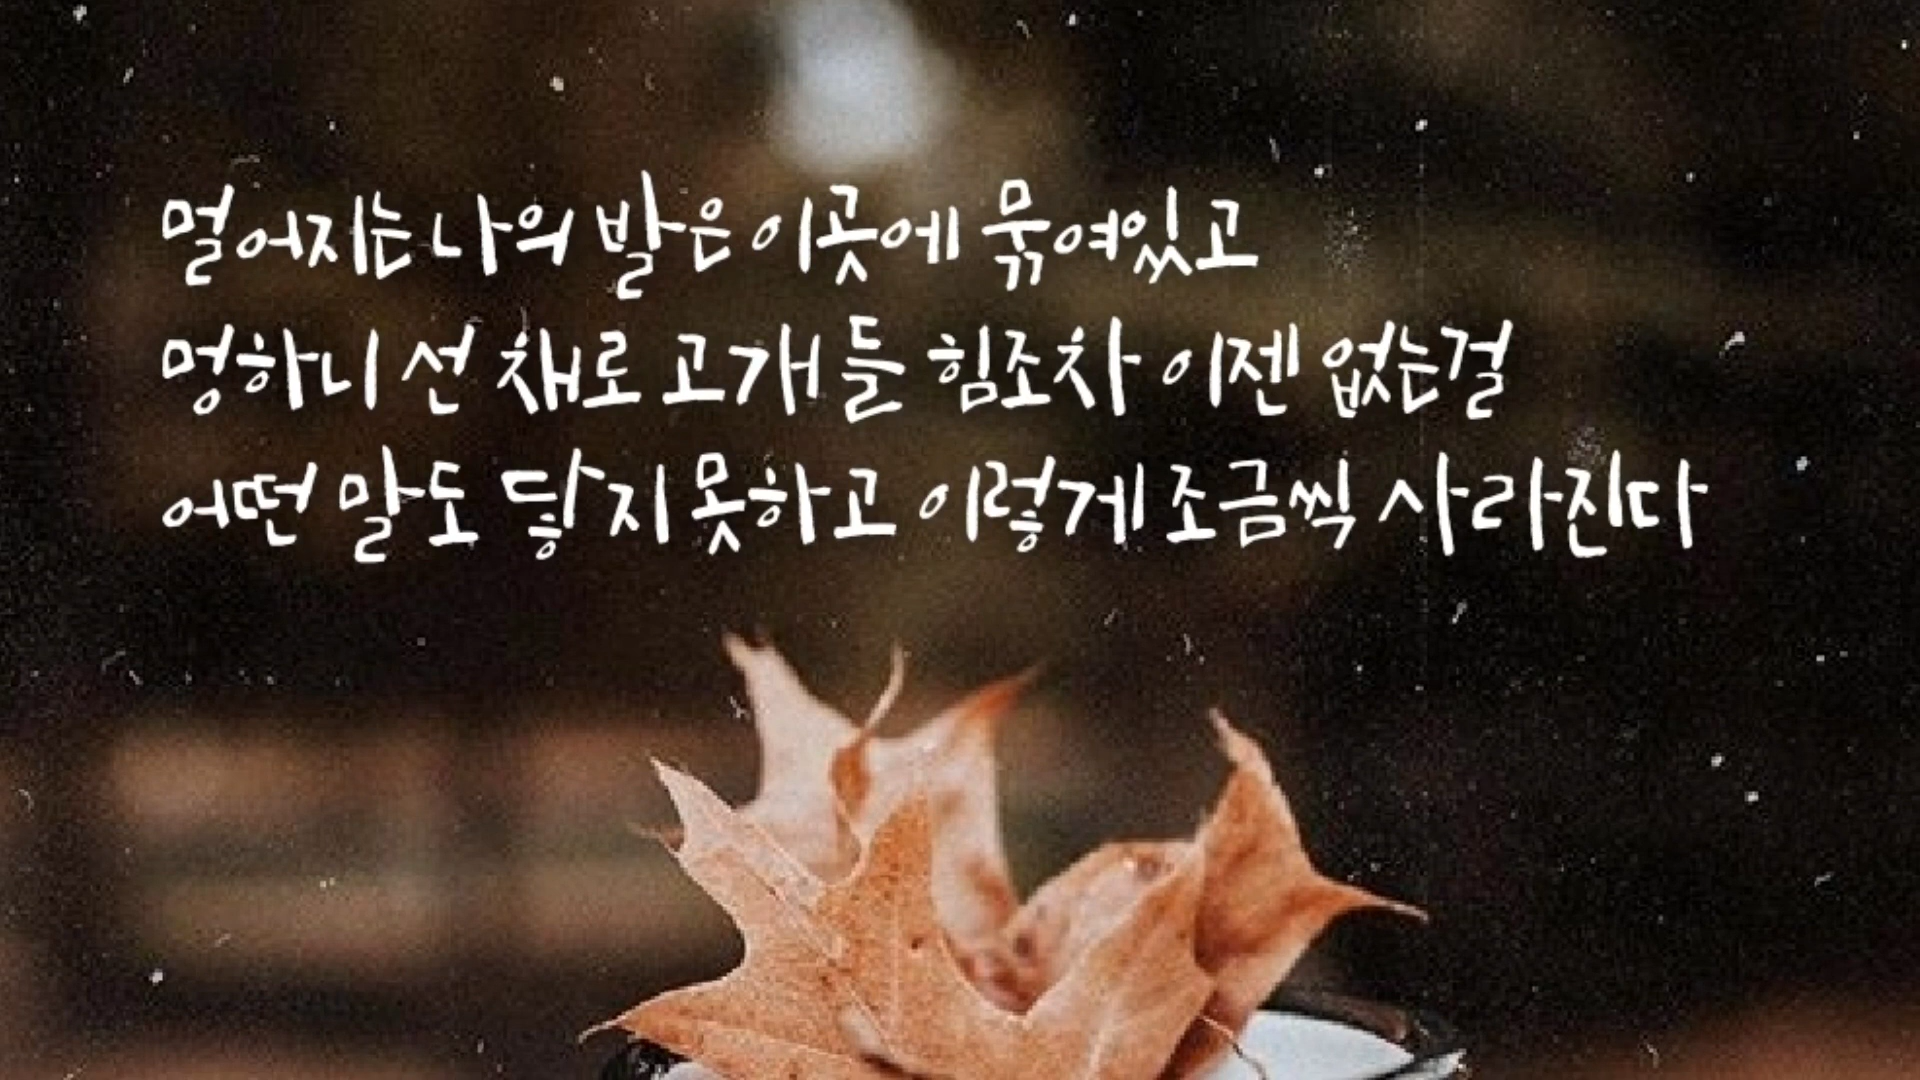 멀어지는 나의 발은 이곳에 묶여있고
멍하니 선 채로 고개 들 힘조차 이젠 없는걸
어떤 말도 닿지 못하고 이렇게 조금씩 사라진다